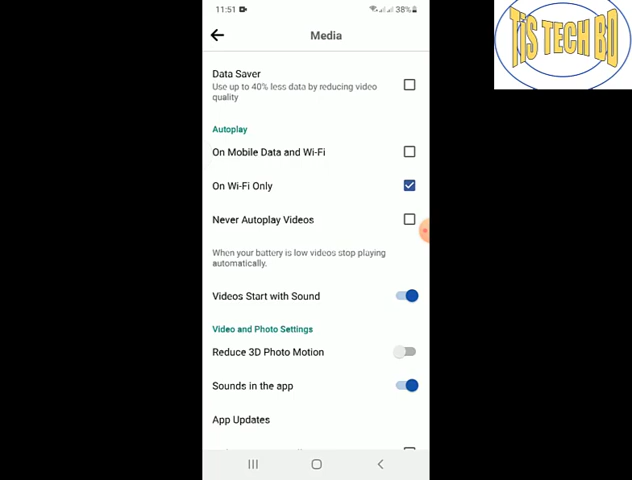 11:51
38%
TIS TECH BD
Media
Data Saver
Use up to 40% less data by reducing video
quality
Autoplay
On Mobile Data and Wi-Fi
On Wi-Fi Only
Never Autoplay Videos
When your battery is low videos stop playing
automatically.
Videos Start with Sound
Video and Photo Settings
Reduce 3D Photo Motion
Sounds in the app
App Updates